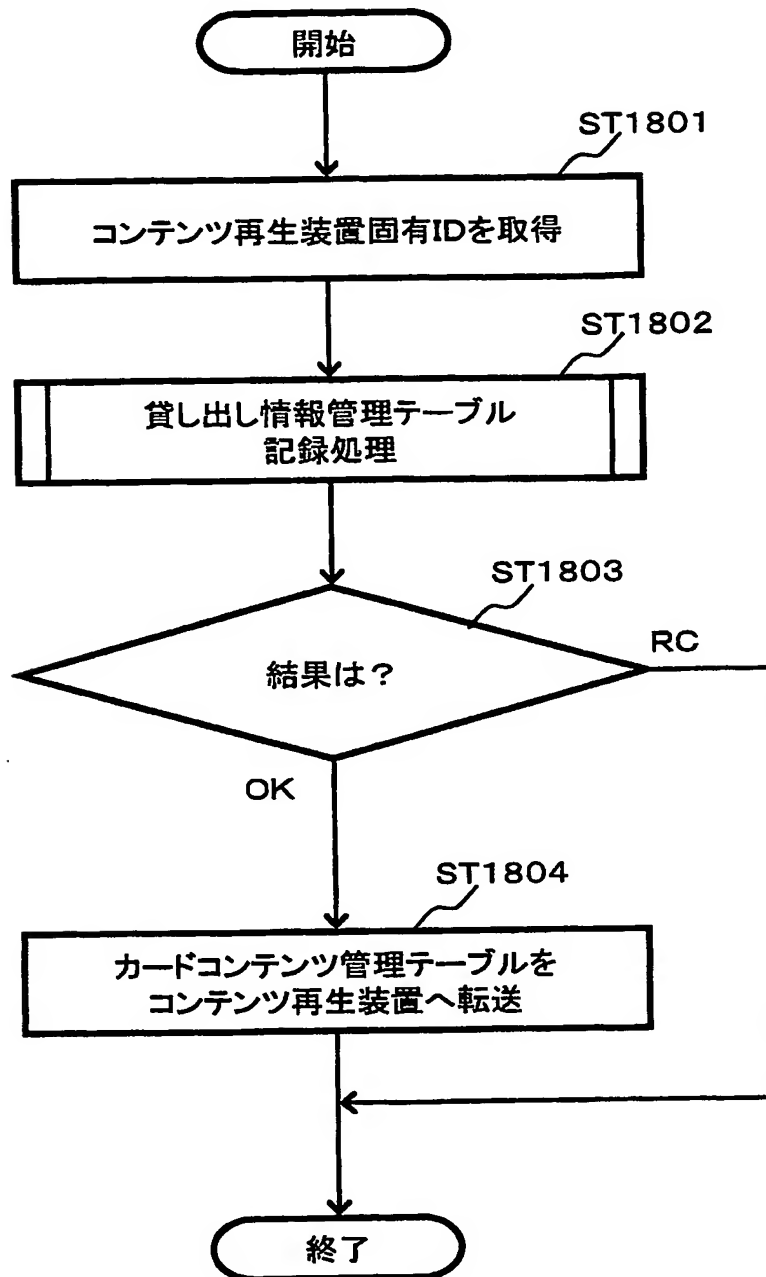 開始
ST1801
コンテンツ再生装置固有IDを取得
ST1802
貸し出し情報管理テーブル
記録処理
ST1803
結果は？
RC
OK
ST1804
カードコンテンツ管理テーブルを
コンテンツ再生装置へ転送
終了